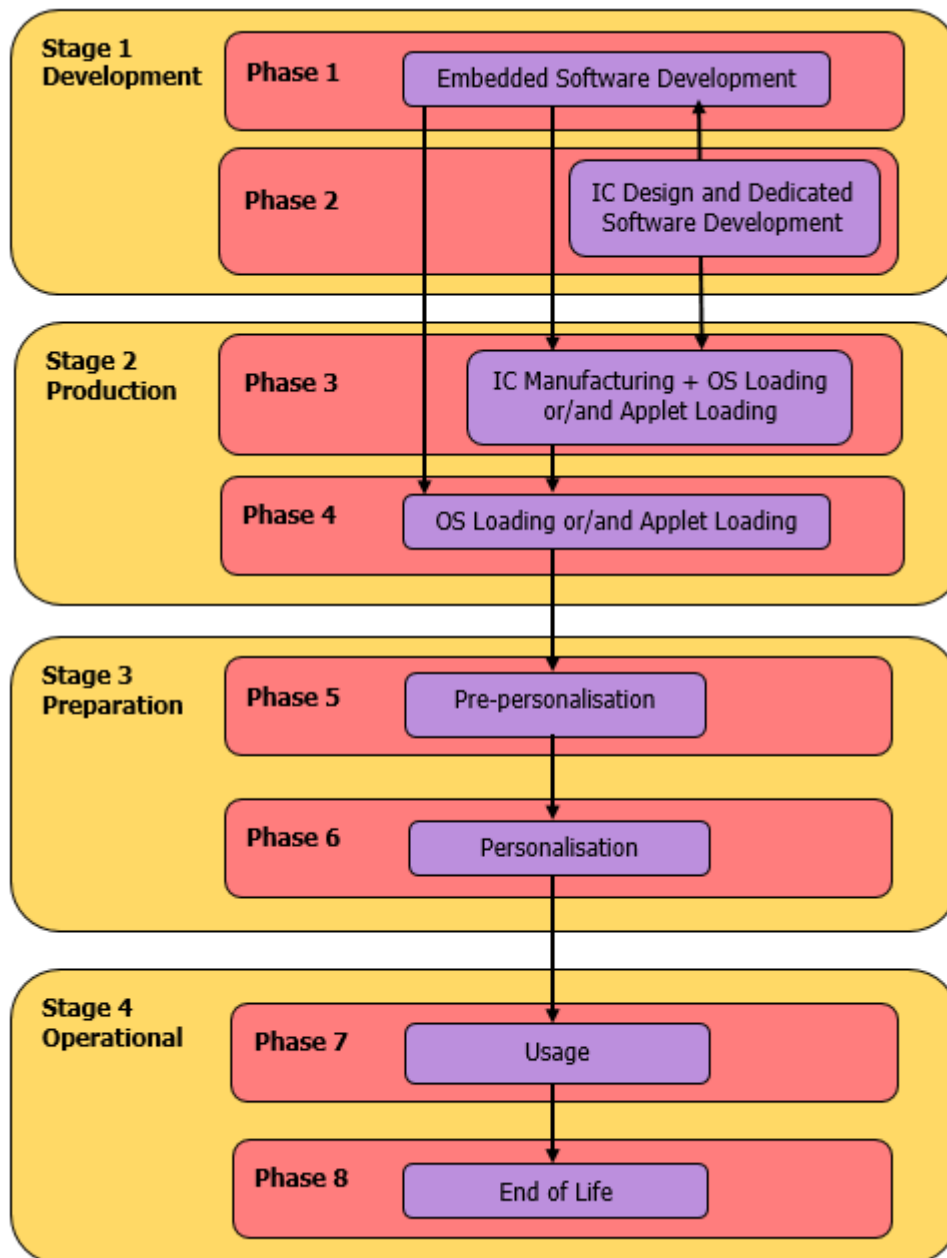 Stage 1
Development
Phase 1
Embedded Software Development
Phase 2
IC Design and Dedicated
Software Development
Stage 2
Production
Phase 3
IC Manufacturing + OS Loading
or/and Applet Loading
Phase 4
OS Loading or/and Applet Loading
Stage 3
Preparation
Phase 5
Pre-personalisation
Phase 6
Personalisation
Stage 4
Operational
Phase 7
Usage
Phase 8
End of Life